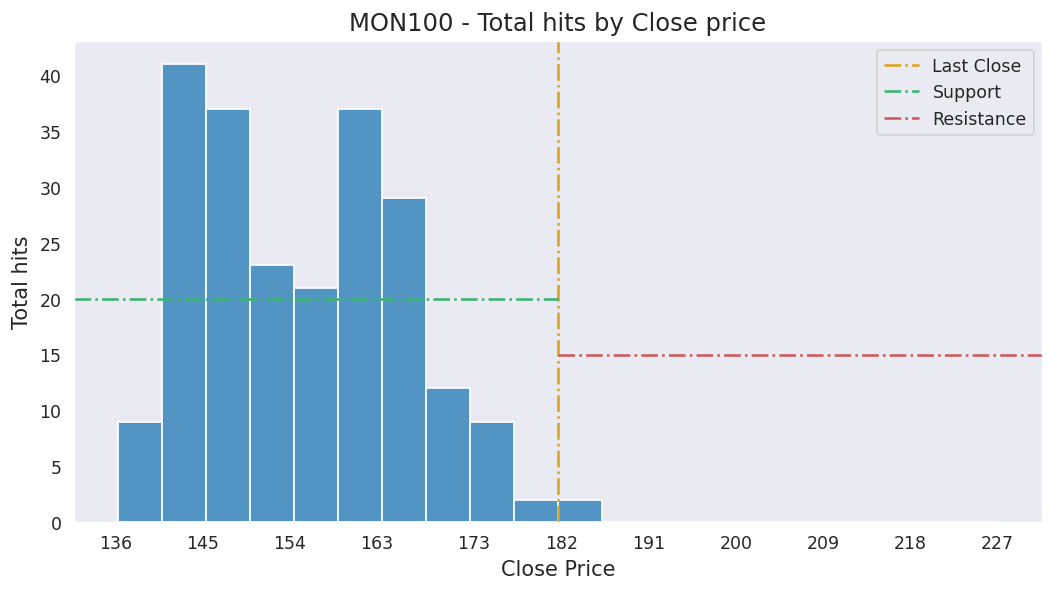 MON100 - Total hits by Close price
Last Close
Support
Resistance
Total hits
40
35
30
25
20
15
10
5
0
136 145 154 163 173 182 191 200 209 218 227
Close Price